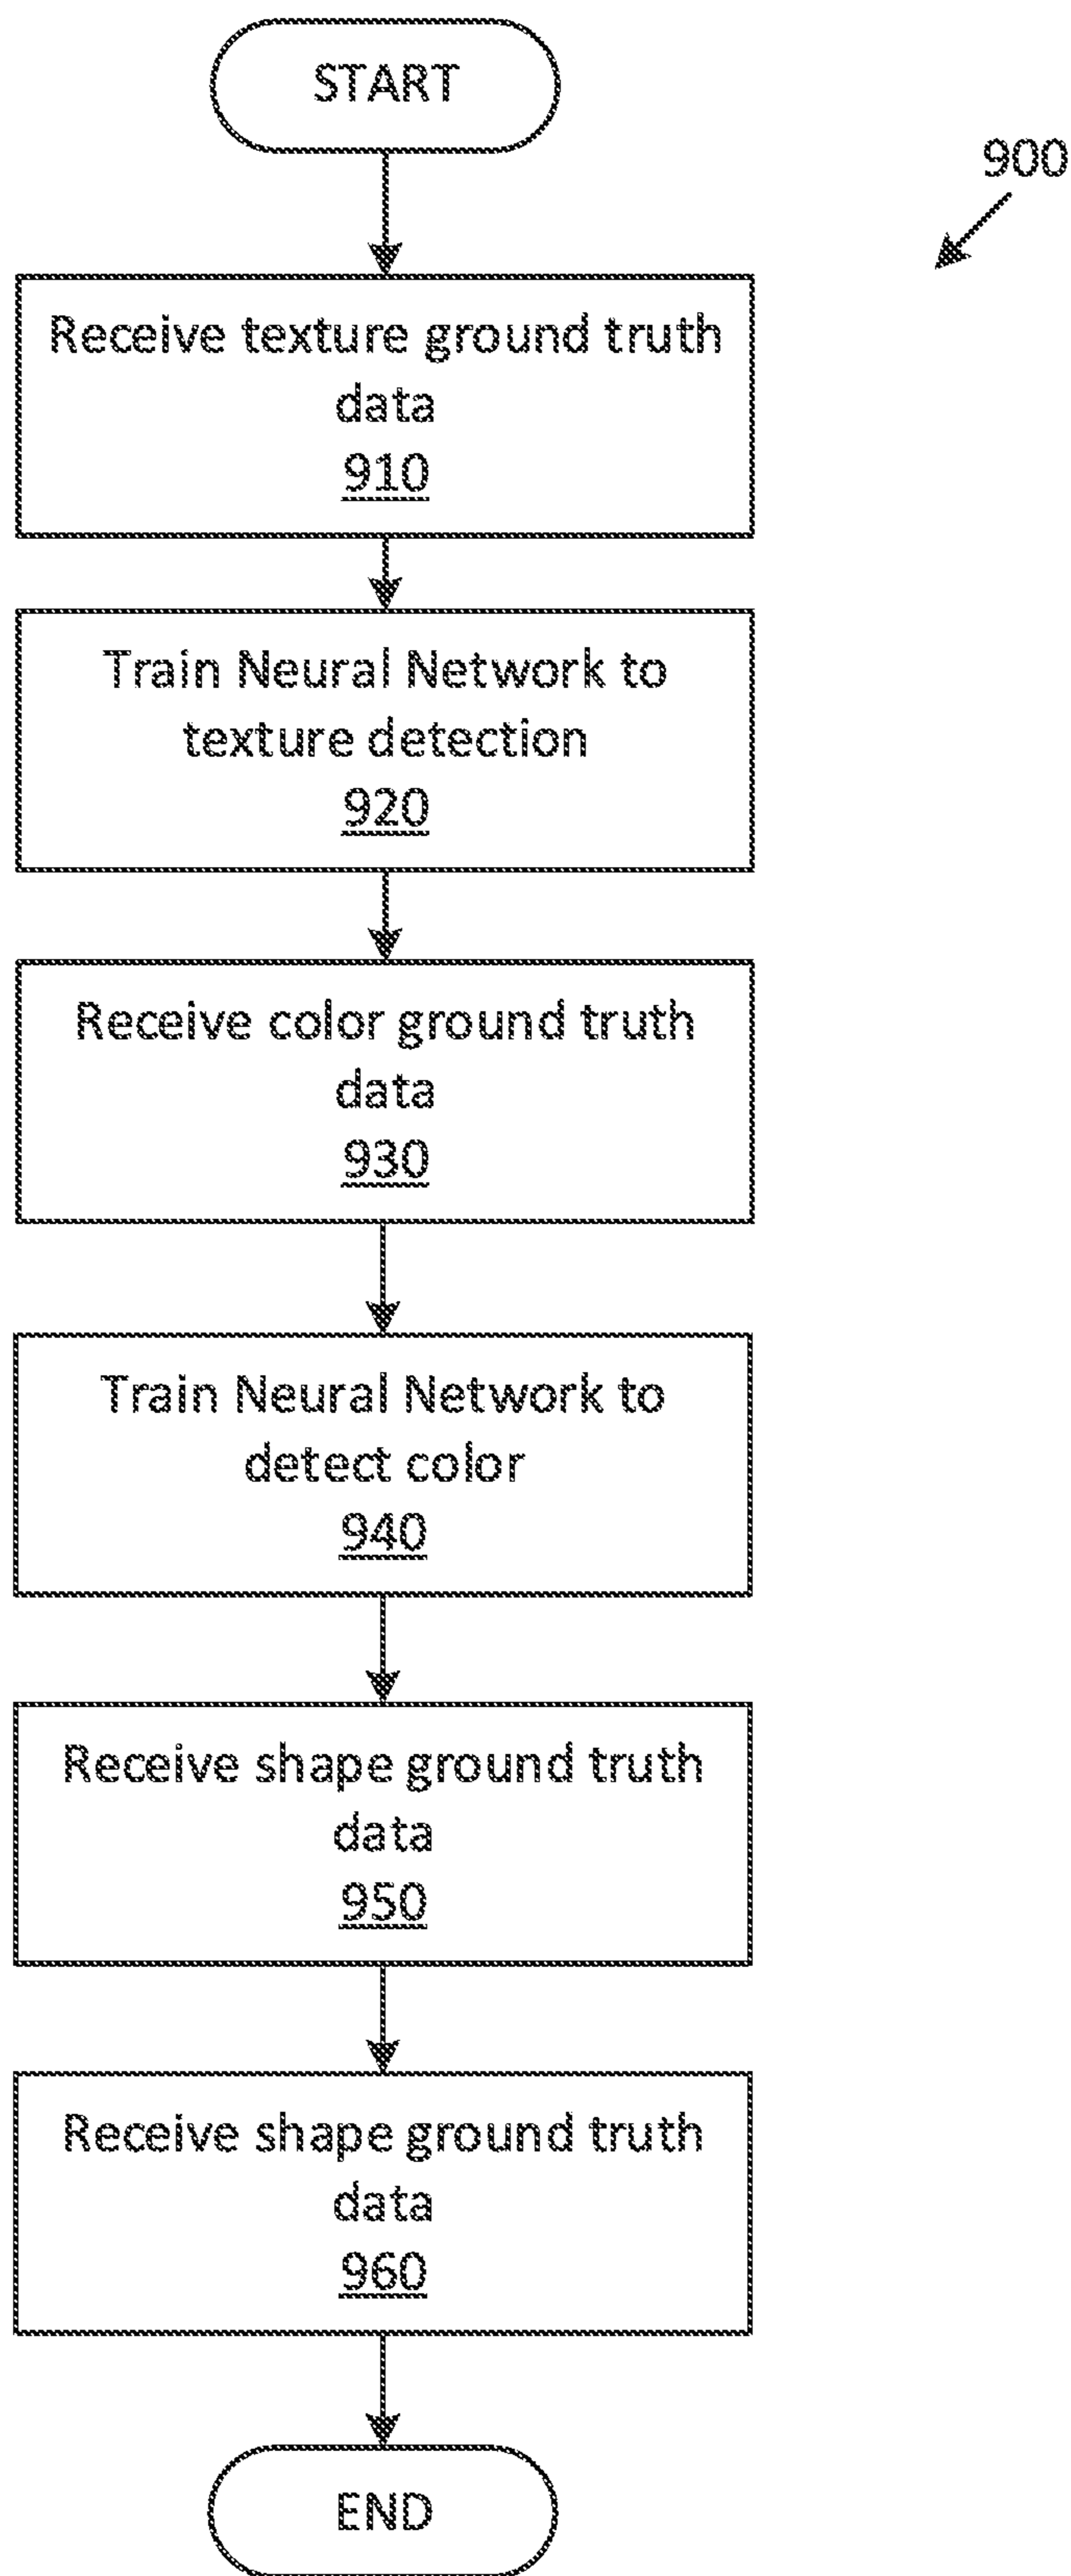 START
900
Receive texture ground truth
data
910
Train Neural Network to
texture detection
920
Receive color ground truth
data
930
Train Neural Network to
detect color
940
Receive shape ground truth
data
950
Receive shape ground truth
data
960
END